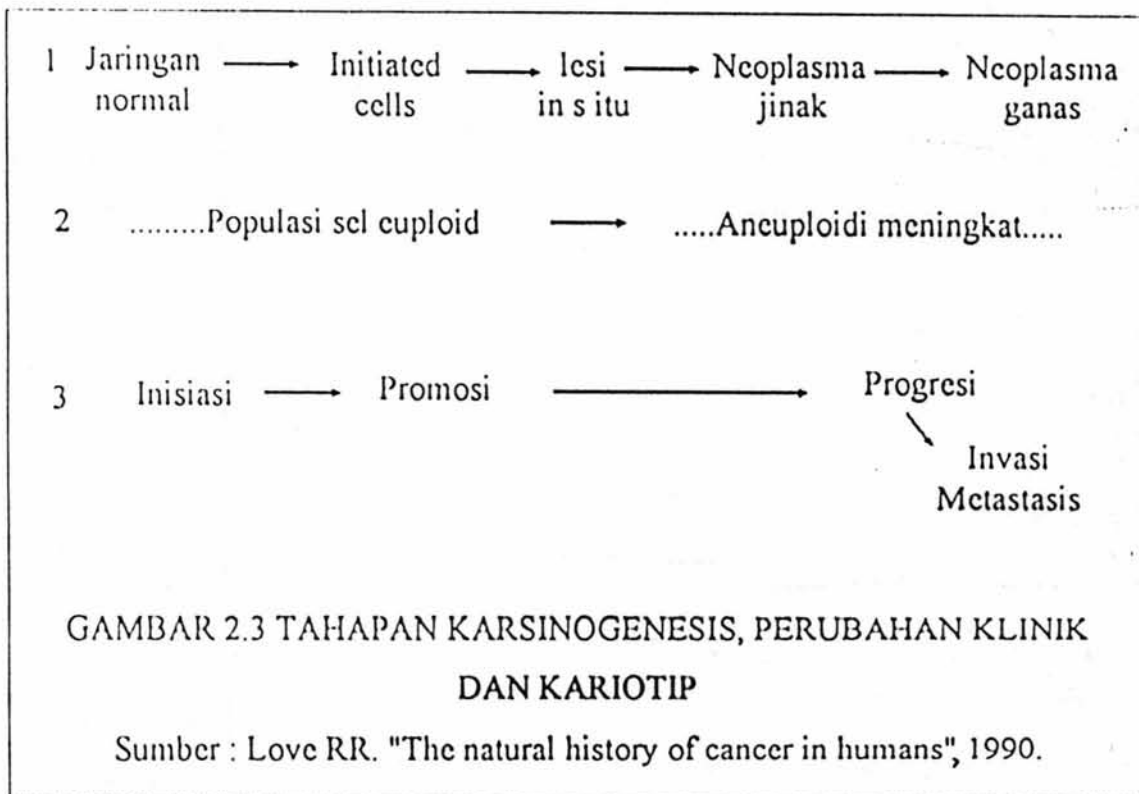 1 Jaringan → Initiated → lesi → Neoplasma → Neoplasma
normal cells in s itu jinak ganas
2 .........Populasi sel euploid → .....Aneuploidi meningkat.....
3 Inisiasi → Promosi → Progresi
Invasi
Metastasis
GAMBAR 2.3 TAHAPAN KARSINOGENESIS, PERUBAHAN KLINIK
DAN KARIOTIP
Sumber : Love RR. "The natural history of cancer in humans", 1990.